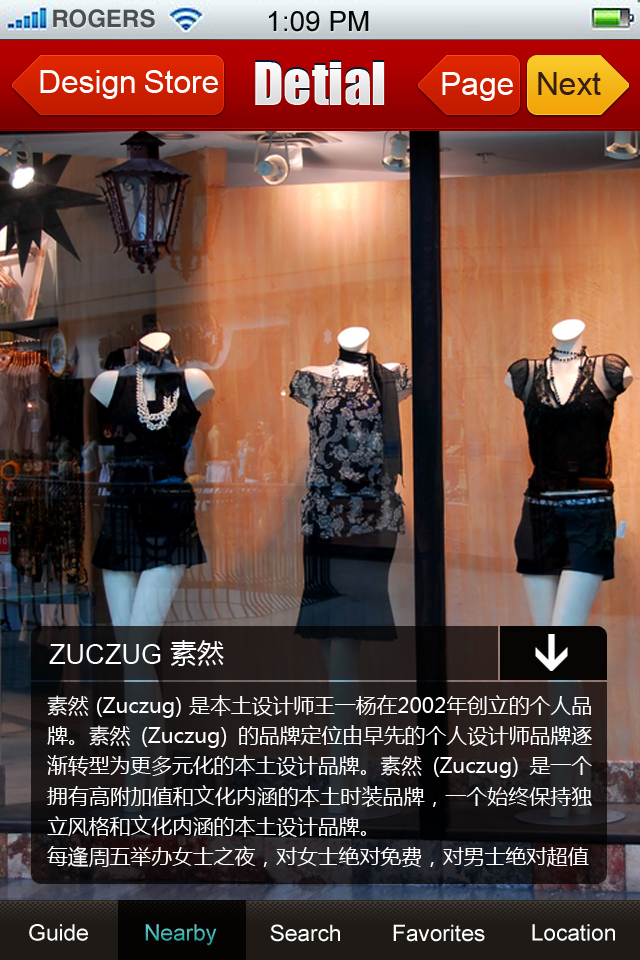 ROGERS 1:09 PM
Design Store Detial Page Next
ZUCZUG 素然
素然 (Zuczug) 是本土设计师王一杨在2002年创立的个人品
牌。素然 (Zuczug) 的品牌定位由早先的个人设计师品牌逐
渐转型为更多元化的本土设计品牌。素然 (Zuczug) 是一个
拥有高附加值和文化内涵的本土时装品牌，一个始终保持独
立风格和文化内涵的本土设计品牌。
每逢周五举办女士之夜，对女士绝对免费，对男士绝对超值
Guide Nearby Search Favorites Location